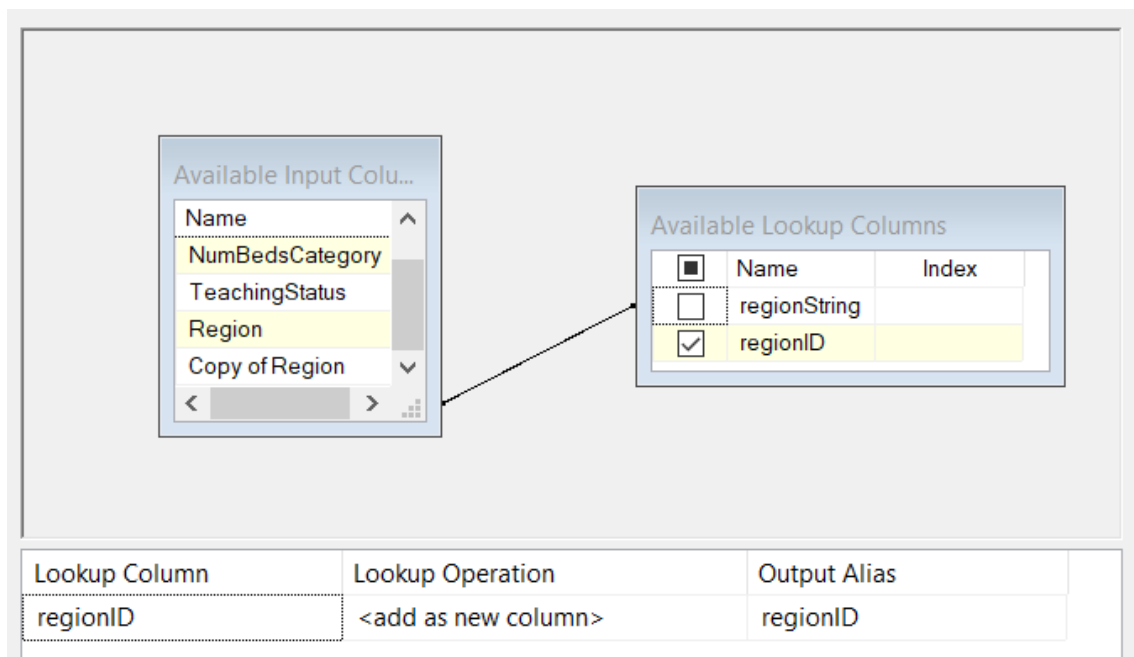 Available Input Colu...
Name
NumBedsCategory
TeachingStatus
Region
Copy of Region
Available Lookup Columns
Name Index
regionString
regionID
Lookup Column Lookup Operation Output Alias
regionID <add as new column> regionID